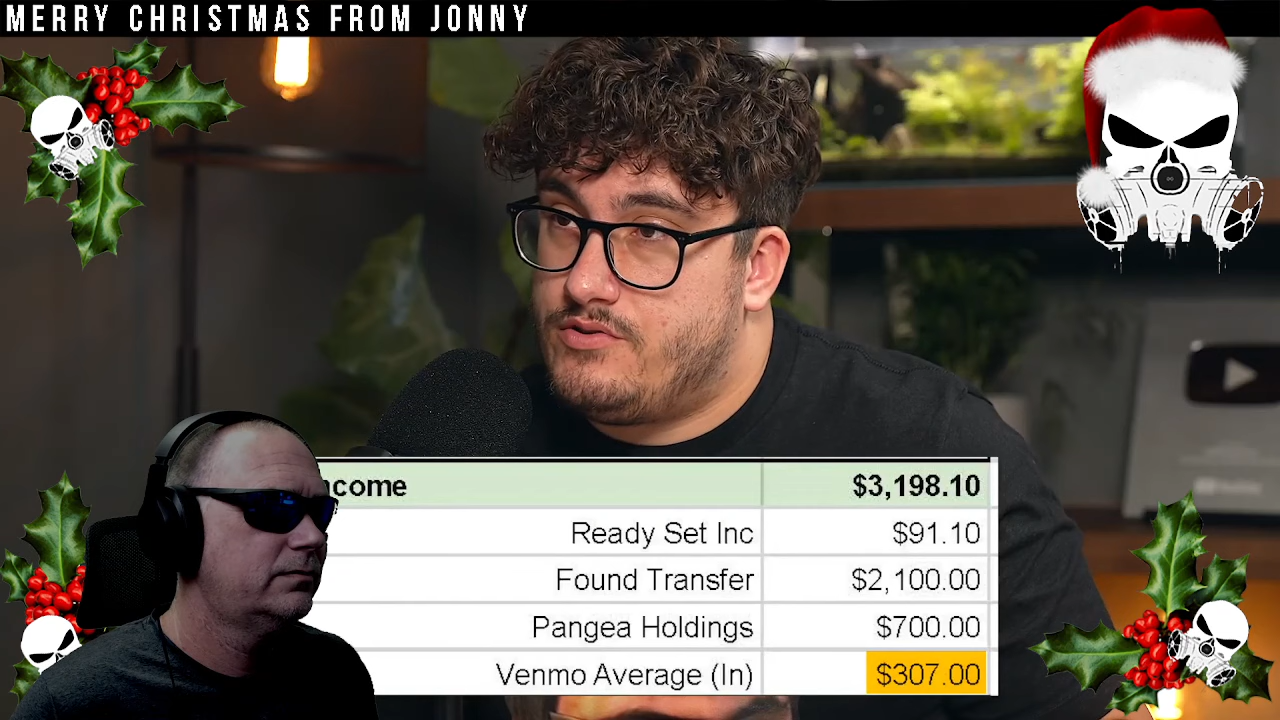 MERRY CHRISTMAS FROM JONNY
ncome $3,198.10
Ready Set Inc $91.10
Found Transfer $2,100.00
Pangea Holdings $700.00
Venmo Average (In) $307.00